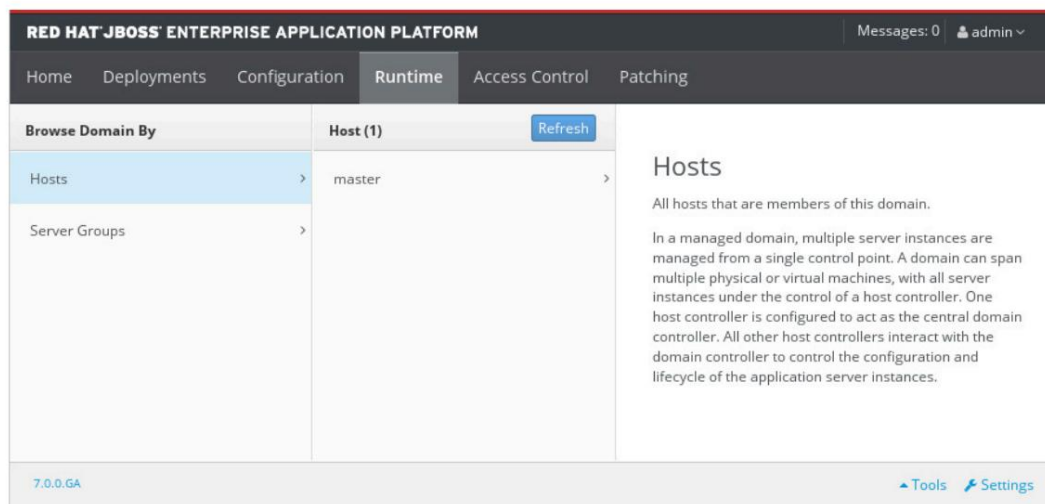 RED HAT JBOSS ENTERPRISE APPLICATION PLATFORM
Messages: 0 admin
Home Deployments Configuration Runtime Access Control Patching
Browse Domain By
Hosts
Server Groups
Host (1) Refresh
master
Hosts
All hosts that are members of this domain.
In a managed domain, multiple server instances are
managed from a single control point. A domain can span
multiple physical or virtual machines, with all server
instances under the control of a host controller. One
host controller is configured to act as the central domain
controller. All other host controllers interact with the
domain controller to control the configuration and
lifecycle of the application server instances.
7.0.0.GA
Tools Settings